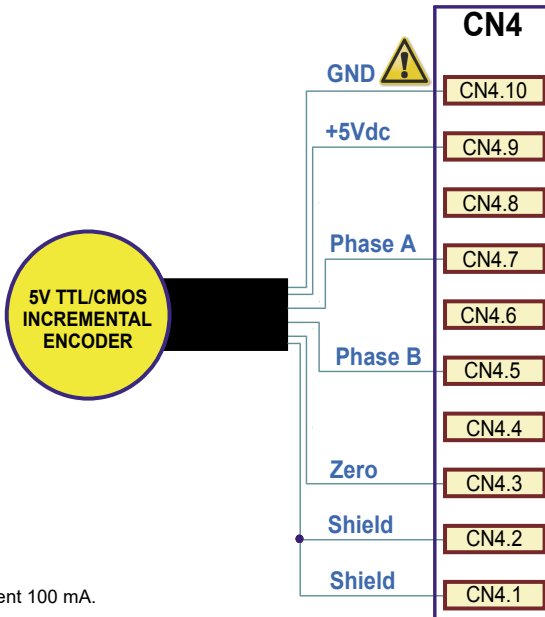 CN4
GND
CN4.10
+5Vdc
CN4.9
CN4.8
Phase A
CN4.7
5V TTL/CMOS
INCREMENTAL
ENCODER
CN4.6
Phase B
CN4.5
CN4.4
Zero
CN4.3
Shield
CN4.2
Shield
CN4.1
100 mA.